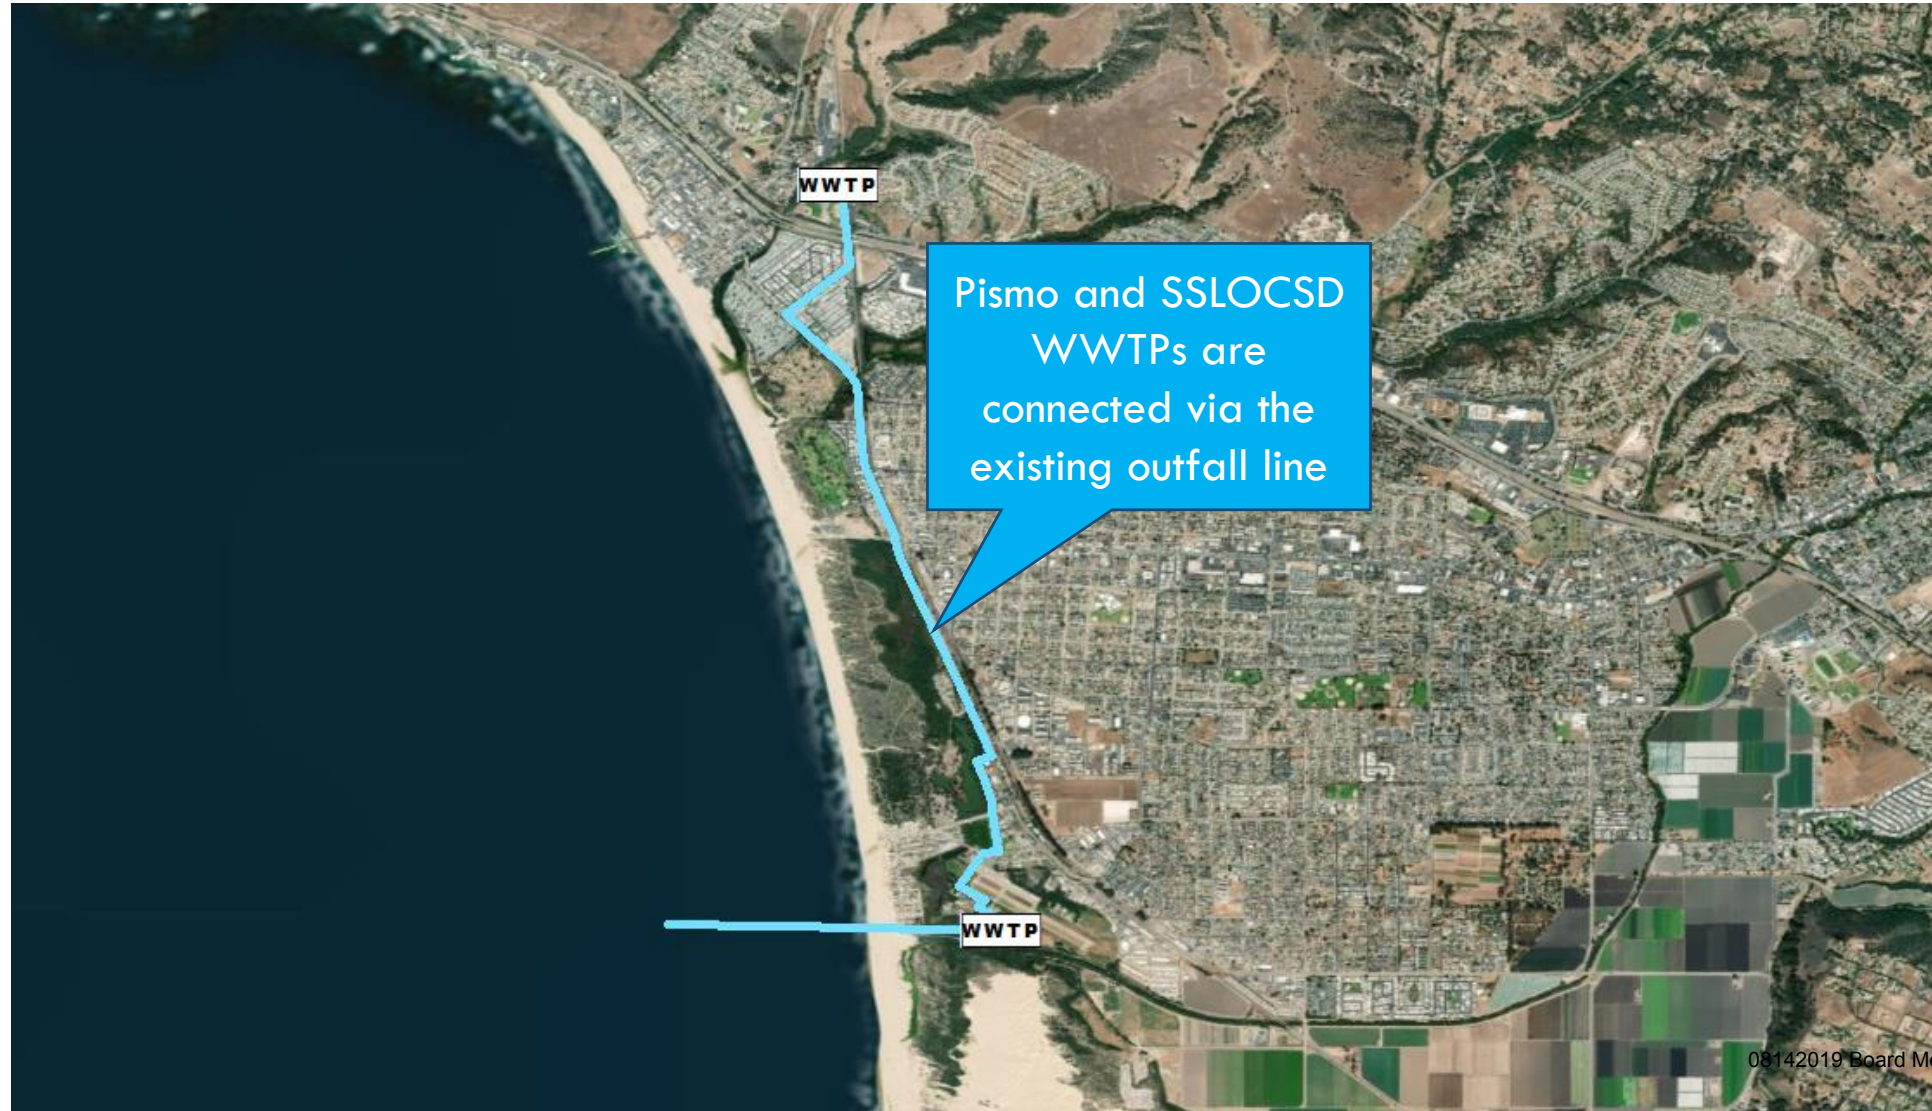 WWTP
Pismo and SSLOCSD
WWTPs are
connected via the
existing outfall line
WWTP
08142019 Board